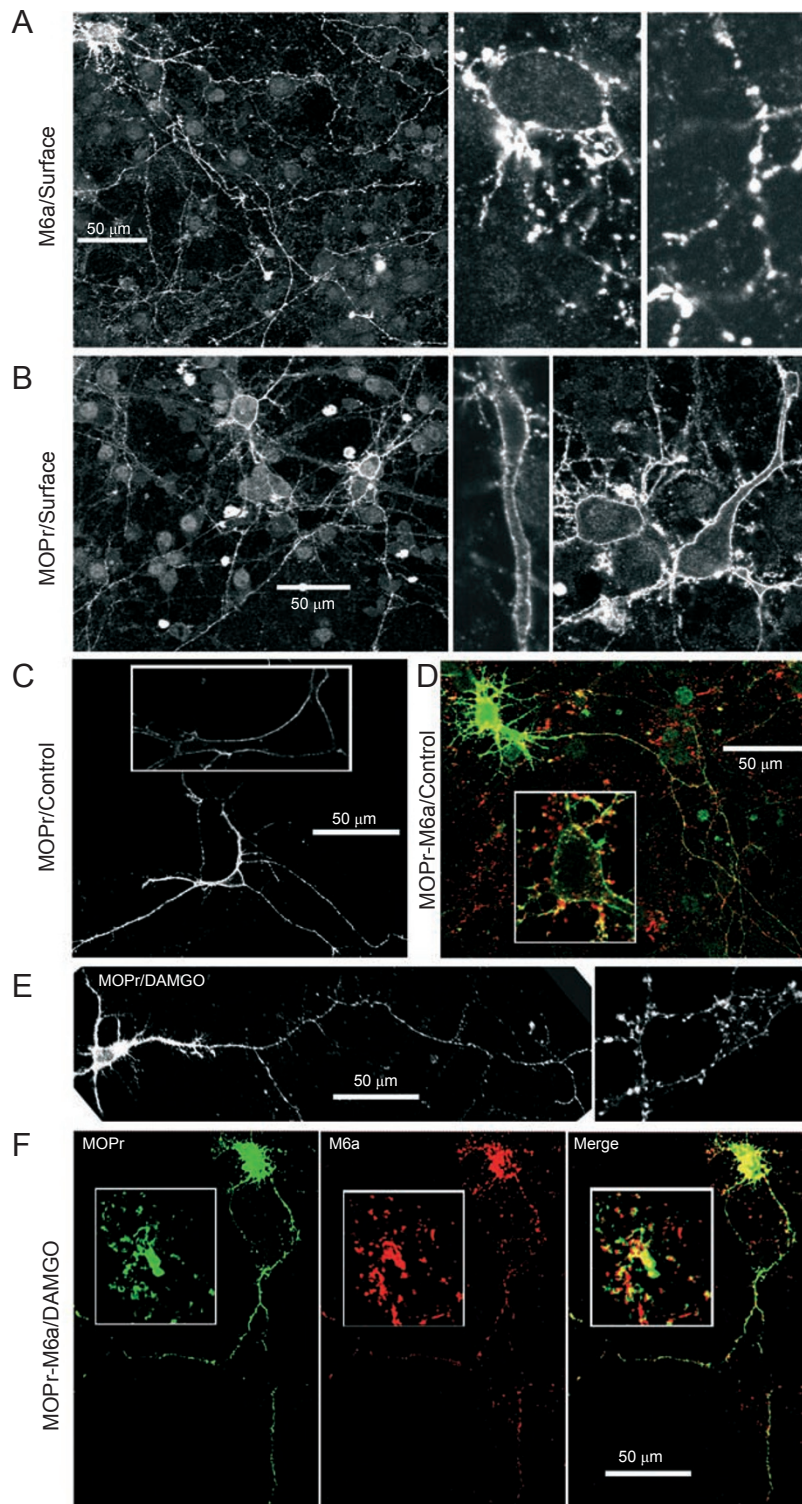 A
M6a/Surface
50 μm
B
MOPr/Surface
50 μm
C
MOPr/Control
50 μm
D
MOPr-M6a/Control
50 μm
E
MOPr/DAMGO
50 μm
F
MOPr-M6a/DAMGO
MOPr
M6a
Merge
50 μm